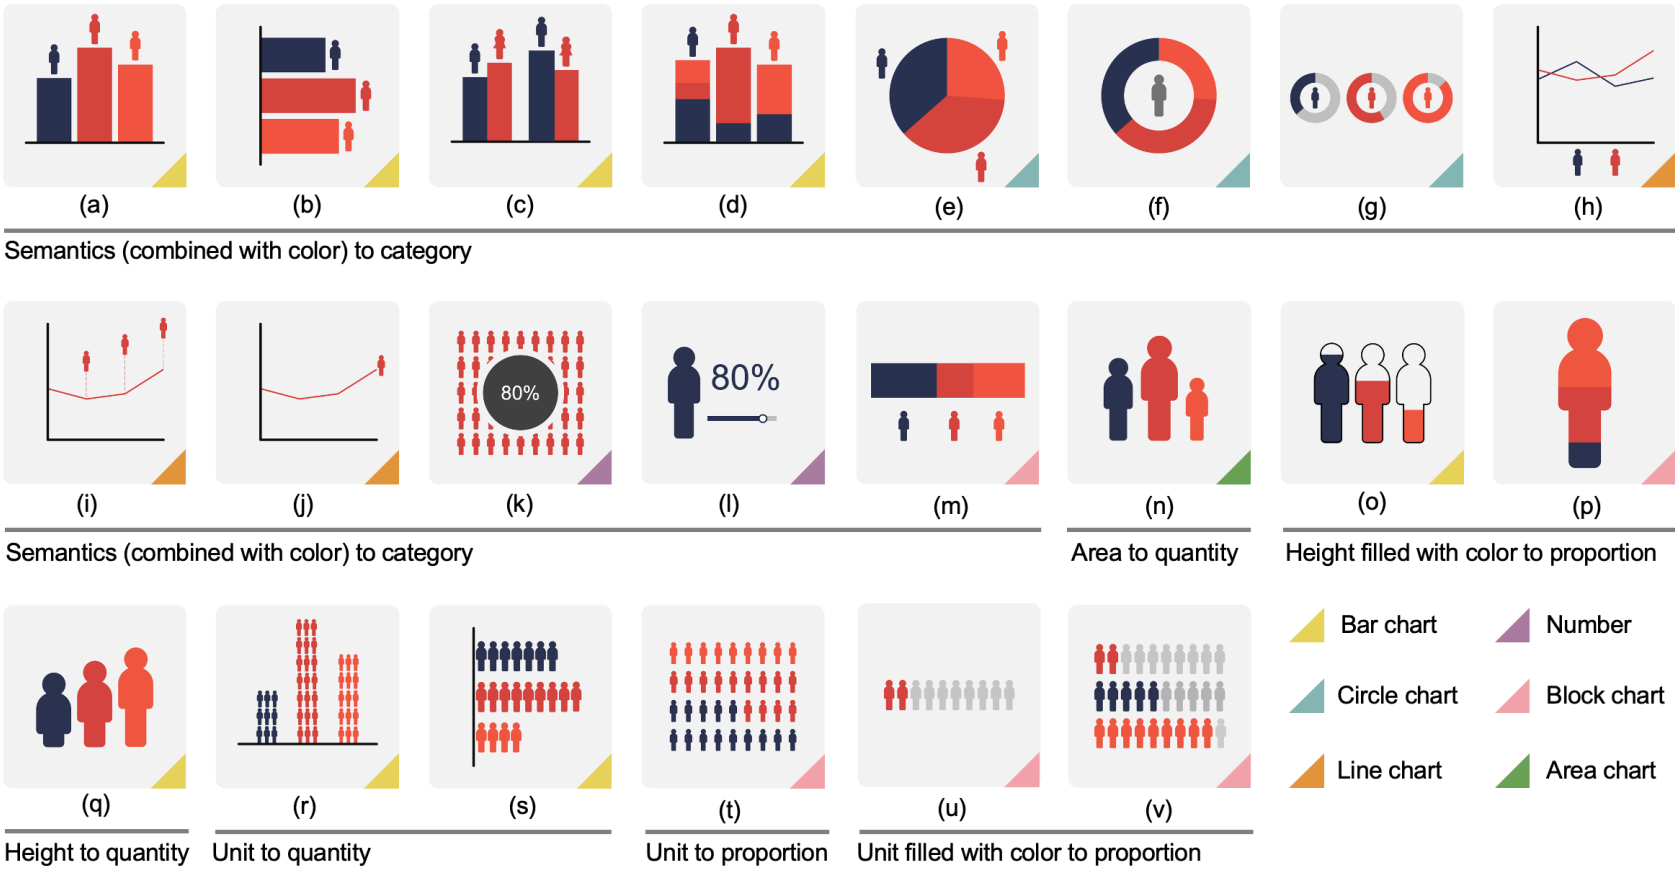 (a) (b) (c) (d) (e) (f) (g) (h)
Semantics (combined with color) to category
80% 80%
(i) (j) (k) (l) (m) (n) (o) (p)
Semantics (combined with color) to category Area to quantity Height filled with color to proportion
Bar chart Number
Circle chart Block chart
Line chart Area chart
(q) (r) (s) (t) (u) (v)
Height to quantity Unit to quantity Unit to proportion Unit filled with color to proportion